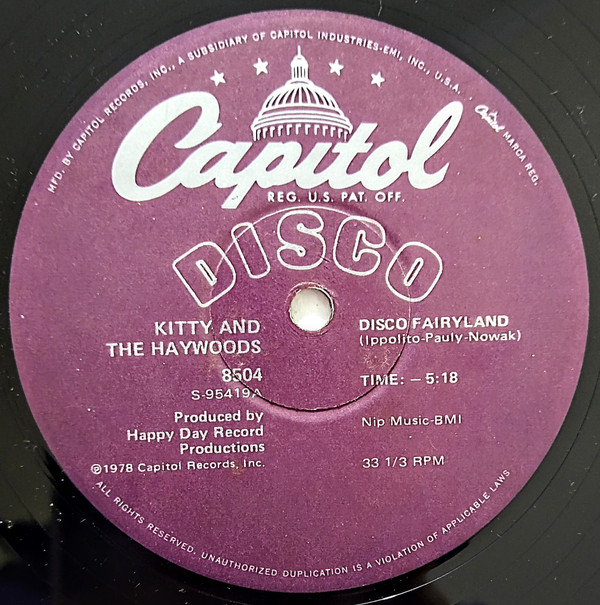 MFD. BY CAPITOL RECORDS, INC., A SUBSIDIARY OF CAPITOL INDUSTRIES-EMI, INC., U.S.A.
Capitol MARCA REG.
Capitol
REG. U.S. PAT. OFF.
DISCO
KITTY AND
THE HAYWOODS
8504
S-95419A
Produced by
Happy Day Record
Productions
℗1978 Capitol Records, Inc.
DISCO FAIRYLAND
(Ippolito-Pauly-Nowak)
TIME: – 5:18
Nip Music-BMI
33 1/3 RPM
ALL RIGHTS RESERVED. UNAUTHORIZED DUPLICATION IS A VIOLATION OF APPLICABLE LAWS